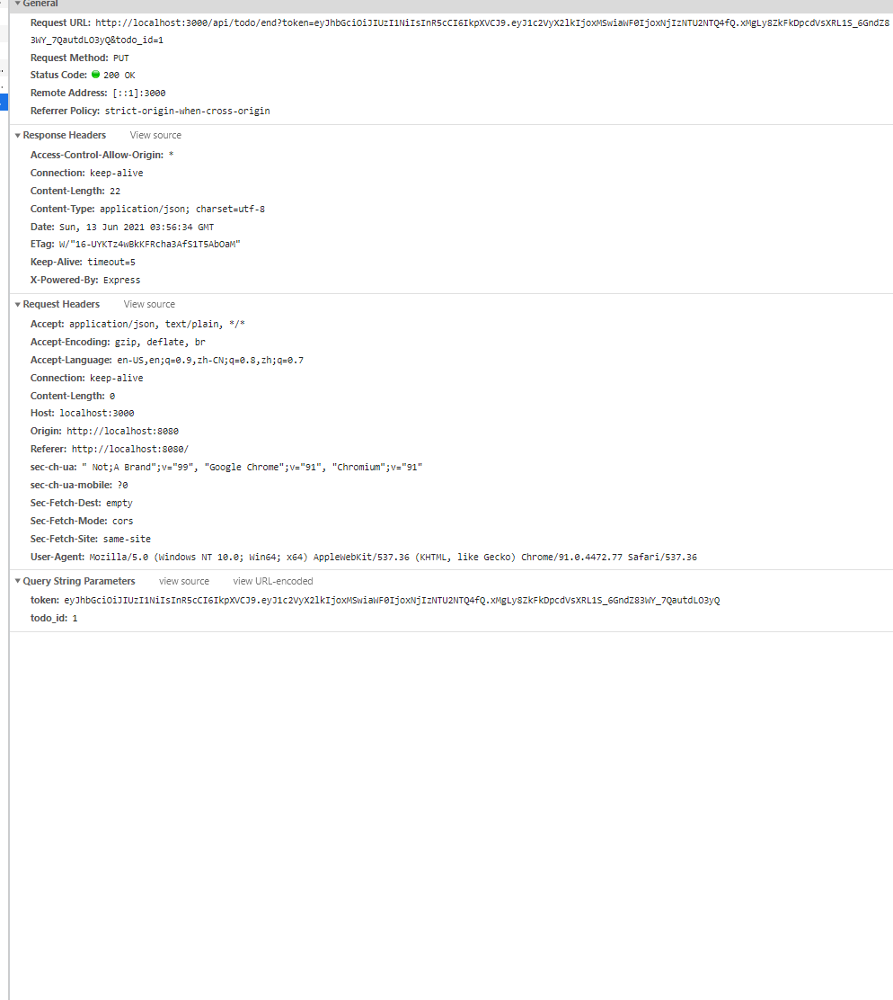 General
Request URL: http://localhost:3000/api/todo/end?token=eyJhbGciOiJIUzI1NiIsInR5cCI6IkpXVCJ9.eyJ1c2VyX2lkIjoxMSwiaWF0IjoxNjIzNTU2NTQ4fQ.xMgLy8ZkFkDpcdVsXRL1S_6GndZ8
3WY_7QautdLO3yQ&todo_id=1
Request Method: PUT
Status Code: 200 OK
Remote Address: [::1]:3000
Referrer Policy: strict-origin-when-cross-origin
Response Headers View source
Access-Control-Allow-Origin: *
Connection: keep-alive
Content-Length: 22
Content-Type: application/json; charset=utf-8
Date: Sun, 13 Jun 2021 03:56:34 GMT
ETag: W/"16-UYKTz4wBkKFRcha3AfS1T5AbOaM"
Keep-Alive: timeout=5
X-Powered-By: Express
Request Headers View source
Accept: application/json, text/plain, */*
Accept-Encoding: gzip, deflate, br
Accept-Language: en-US,en;q=0.9,zh-CN;q=0.8,zh;q=0.7
Connection: keep-alive
Content-Length: 0
Host: localhost:3000
Origin: http://localhost:8080
Referer: http://localhost:8080/
sec-ch-ua: " Not;A Brand";v="99", "Google Chrome";v="91", "Chromium";v="91"
sec-ch-ua-mobile: ?0
Sec-Fetch-Dest: empty
Sec-Fetch-Mode: cors
Sec-Fetch-Site: same-site
User-Agent: Mozilla/5.0 (Windows NT 10.0; Win64; x64) AppleWebKit/537.36 (KHTML, like Gecko) Chrome/91.0.4472.77 Safari/537.36
Query String Parameters view source view URL-encoded
token: eyJhbGciOiJIUzI1NiIsInR5cCI6IkpXVCJ9.eyJ1c2VyX2lkIjoxMSwiaWF0IjoxNjIzNTU2NTQ4fQ.xMgLy8ZkFkDpcdVsXRL1S_6GndZ83WY_7QautdLO3yQ
todo_id: 1